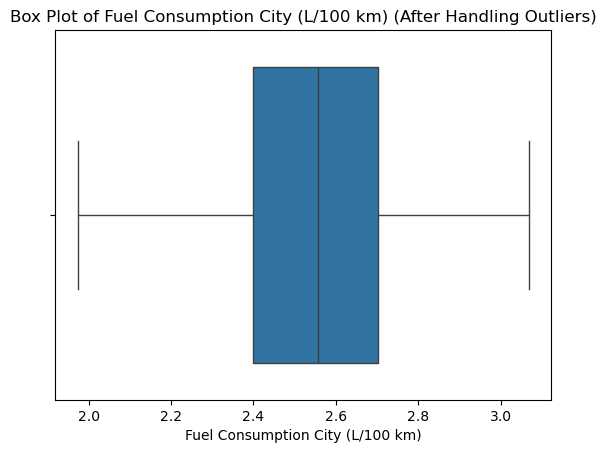 Box Plot of Fuel Consumption City (L/100 km) (After Handling Outliers)
2.0 2.2 2.4 2.6 2.8 3.0
Fuel Consumption City (L/100 km)